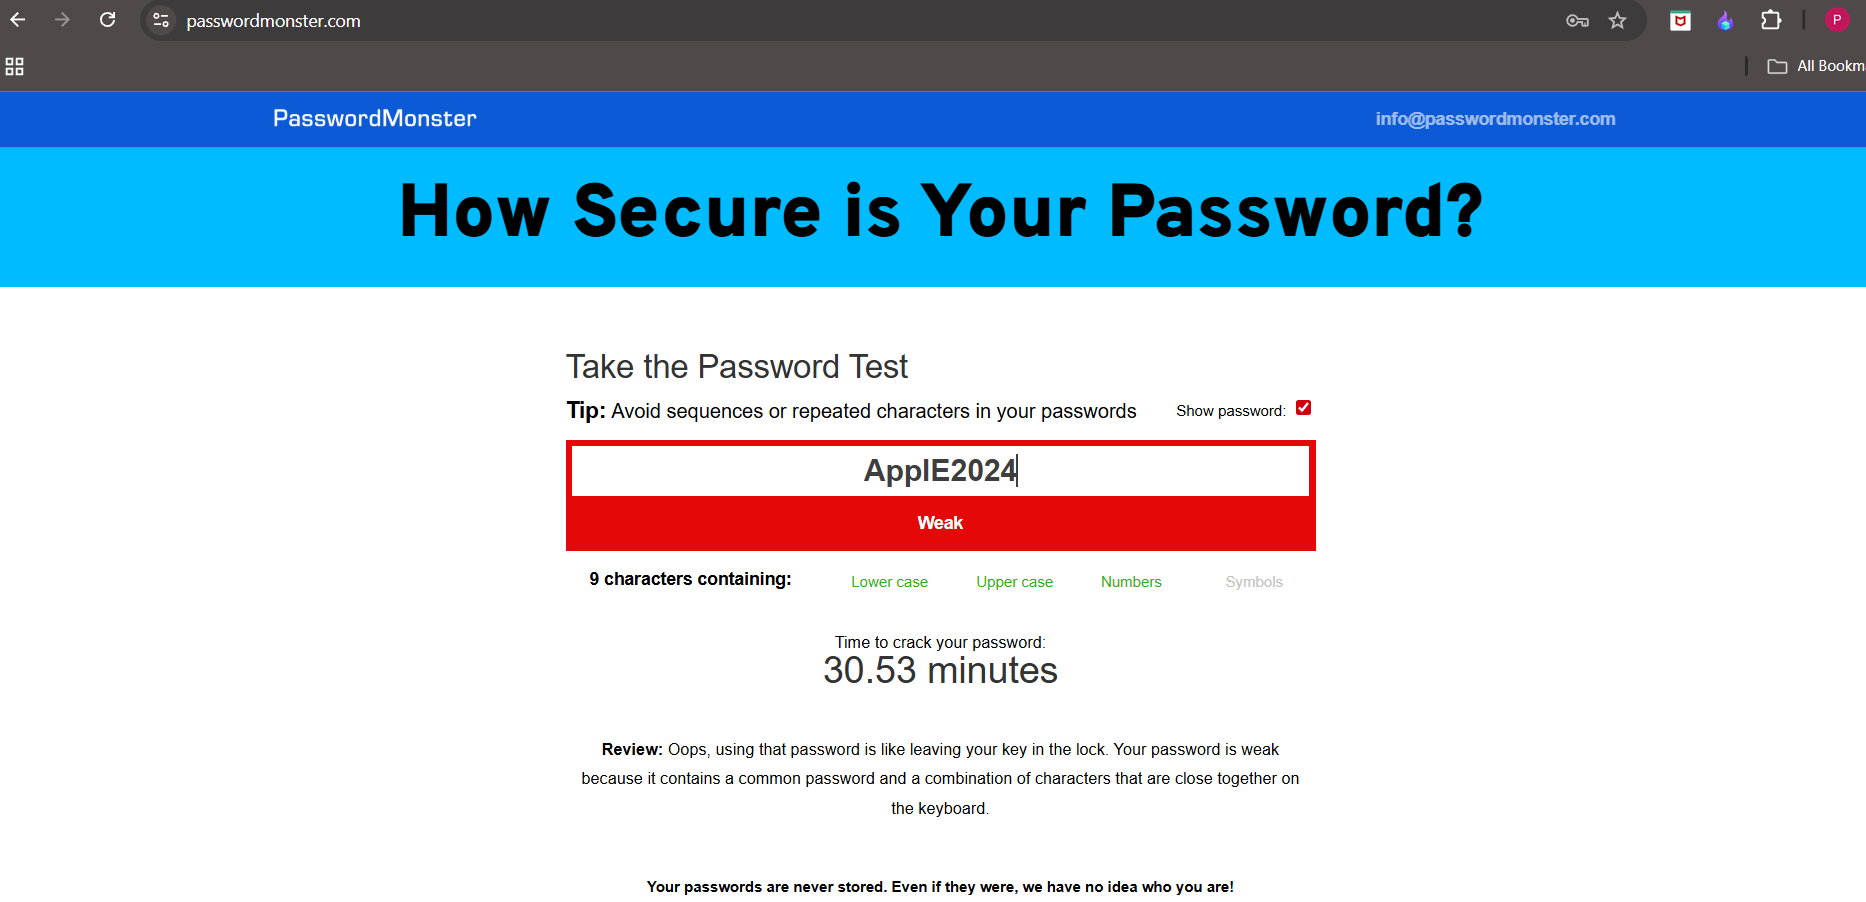 passwordmonster.com
P
All Bookma
PasswordMonster
info@passwordmonster.com
How Secure is Your Password?
Take the Password Test
Tip: Avoid sequences or repeated characters in your passwords
Show password:
ApplE2024
Weak
9 characters containing:
Lower case
Upper case
Numbers
Symbols
Time to crack your password:
30.53 minutes
Review: Oops, using that password is like leaving your key in the lock. Your password is weak
because it contains a common password and a combination of characters that are close together on
the keyboard.
Your passwords are never stored. Even if they were, we have no idea who you are!